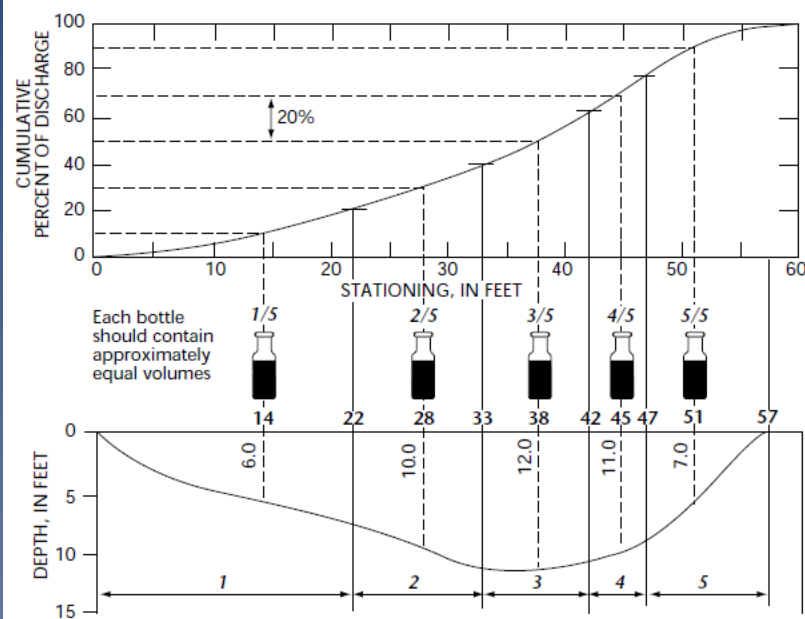 100
80
60
40
20
0
CUMULATIVE
PERCENT OF DISCHARGE
20%
0 10 20 30 40 50 60
STATIONING, IN FEET
Each bottle
should contain
approximately
equal volumes
1/5 2/5 3/5 4/5 5/5
14 22 28 33 38 42 45 47 51 57
0
5
10
15
DEPTH, IN FEET
6.0 10.0 12.0 11.0 7.0
1 2 3 4 5